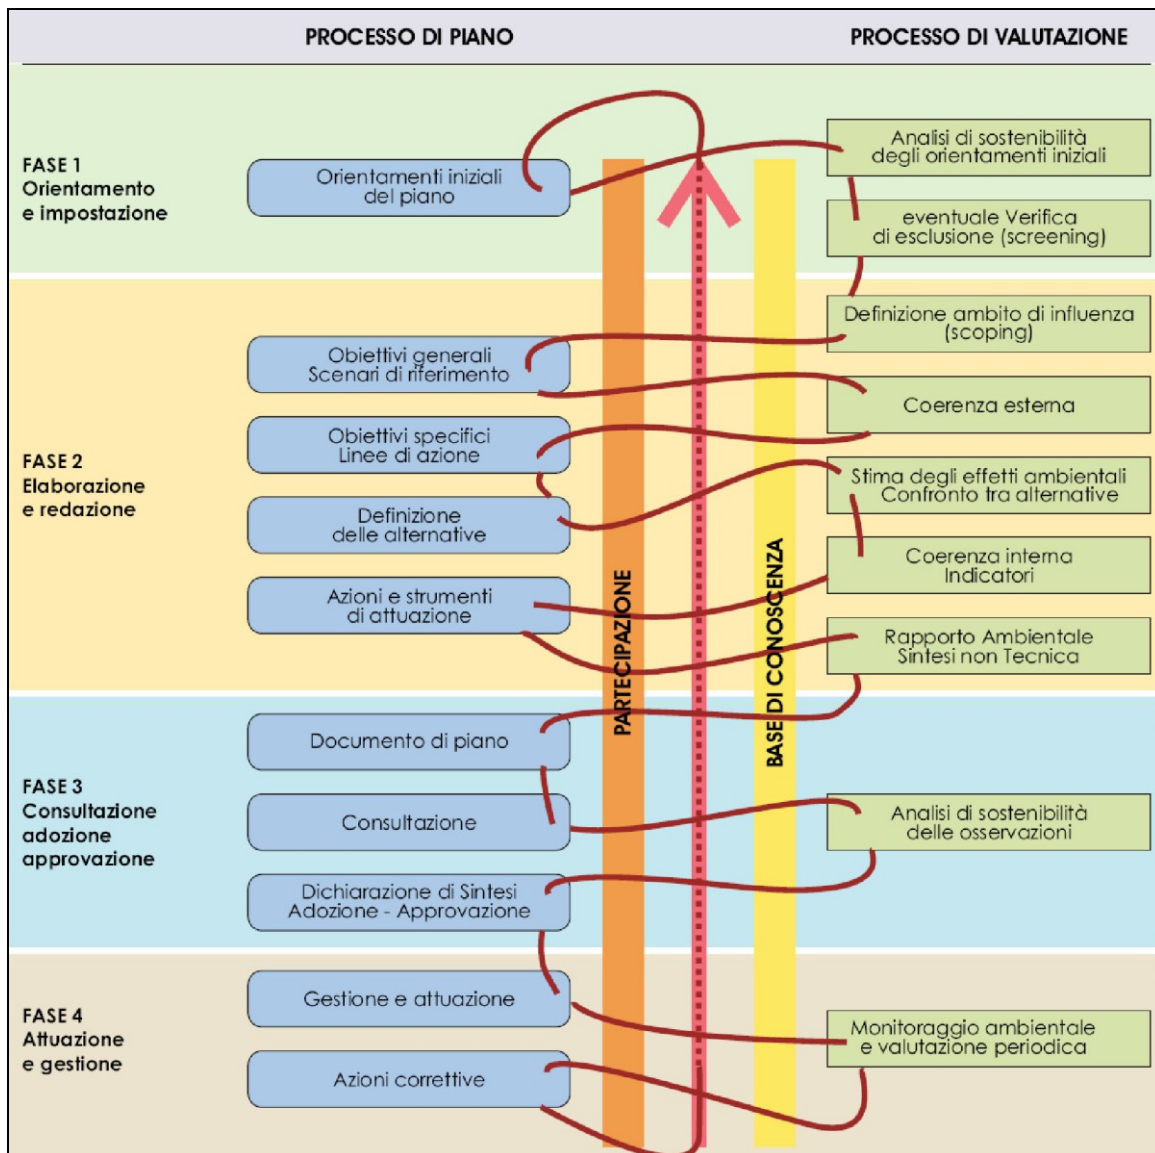 PROCESSO DI PIANO
PROCESSO DI VALUTAZIONE
FASE 1
Orientamento
e impostazione
Orientamenti iniziali
del piano
Analisi di sostenibilità
degli orientamenti iniziali
eventuale Verifica
di esclusione (screening)
FASE 2
Elaborazione
e redazione
Obiettivi generali
Scenari di riferimento
Obiettivi specifici
Linee di azione
Definizione
delle alternative
Azioni e strumenti
di attuazione
Definizione ambito di influenza
(scoping)
Coerenza esterna
Stima degli effetti ambientali
Confronto tra alternative
Coerenza interna
Indicatori
Rapporto Ambientale
Sintesi non Tecnica
PARTECIPAZIONE
BASE DI CONOSCENZA
FASE 3
Consultazione
adozione
approvazione
Documento di piano
Consultazione
Dichiarazione di Sintesi
Adozione - Approvazione
Analisi di sostenibilità
delle osservazioni
FASE 4
Attuazione
e gestione
Gestione e attuazione
Azioni correttive
Monitoraggio ambientale
e valutazione periodica